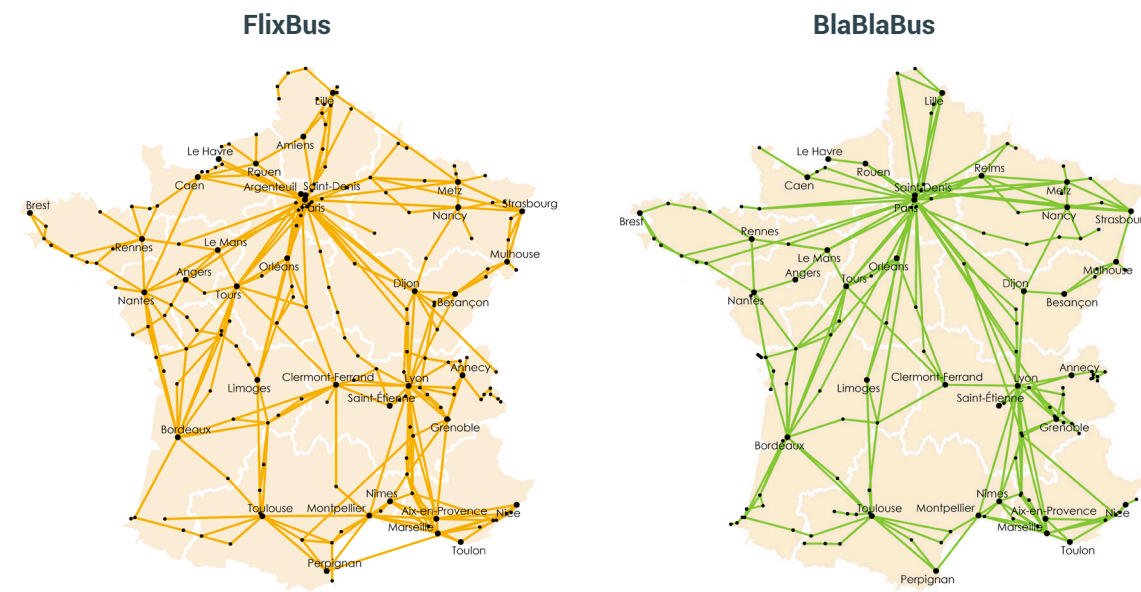 FlixBus
Lille
Amiens
Le Havre
Rouen
Caen
Argenteuil
Saint-Denis
Paris
Metz
Nancy
Strasbourg
Brest
Rennes
Le Mans
Orléans
Mulhouse
Angers
Nantes
Tours
Dijon
Besançon
Limoges
Clermont-Ferrand
Lyon
Annecy
Saint-Étienne
Grenoble
Bordeaux
Nîmes
Toulouse
Montpellier
Aix-en-Provence
Marseille
Nice
Toulon
Perpignan
BlaBlaBus
Lille
Le Havre
Rouen
Caen
Reims
Saint-Denis
Paris
Metz
Nancy
Strasbour
Brest
Rennes
Le Mans
Orléans
Mulhouse
Angers
Nantes
Tours
Dijon
Besançon
Limoges
Clermont-Ferrand
Lyon
Annecy
Saint-Étienne
Grenoble
Bordeaux
Nîmes
Toulouse
Montpellier
Aix-en-Provence
Marseille
Nice
Toulon
Perpignan